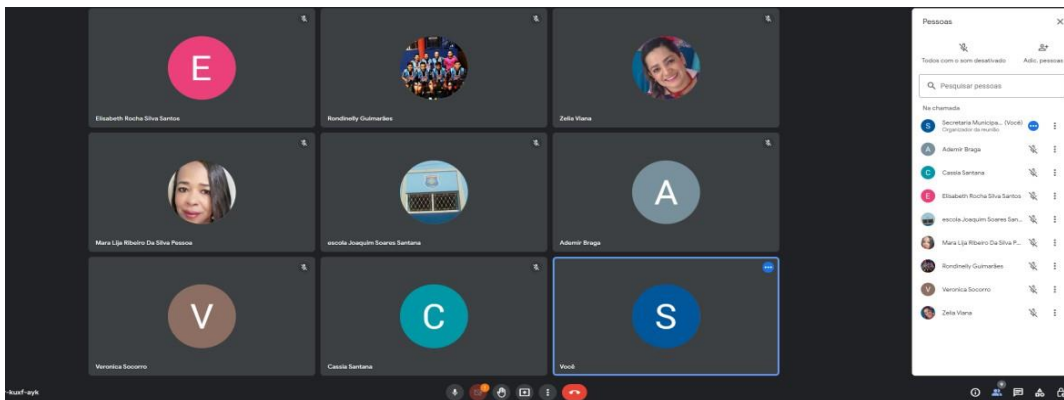 E
Elisabeth Rocha Silva Santos
Rondinelly Guimarães
Zelia Viana
Mara Lija Ribeiro Da Silva Pessoa
escola Joaquim Soares Santana
A
Ademir Braga
V
Veronica Socorro
C
Cassia Santana
S
Você
-kuxf-ayk
Pessoas
Todos com o som desativado
Adic. pessoas
Pesquisar pessoas
Na chamada
S
Secretaria Municipa... (Você)
Organizador da reunião
A
Ademir Braga
C
Cassia Santana
E
Elisabeth Rocha Silva Santos
escola Joaquim Soares San...
Mara Lija Ribeiro Da Silva P...
Rondinelly Guimarães
V
Veronica Socorro
Zelia Viana